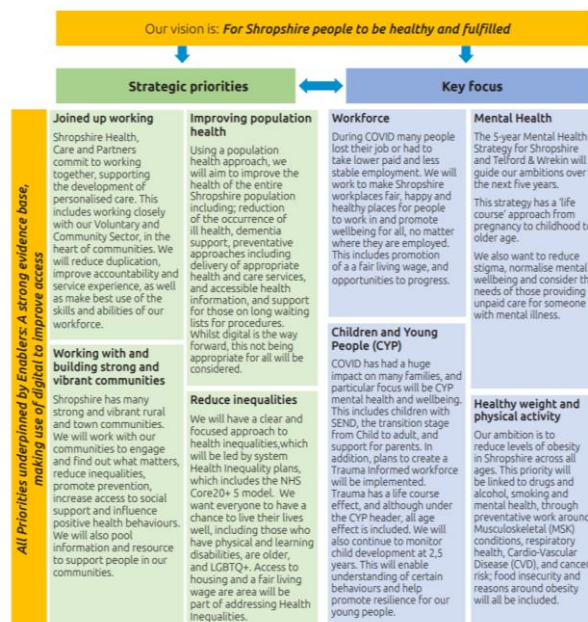 Our vision is: For Shropshire people to be healthy and fulfilled
Strategic priorities
Key focus
All Priorities underpinned by Enablers: A strong evidence base,
making use of digital to improve access
Joined up working
Shropshire Health,
Care and Partners
commit to working
together, supporting
the development of
personalised care. This
includes working closely
with our Voluntary and
Community Sector, in the
heart of communities. We
will reduce duplication,
improve accountability and
service experience, as well
as make best use of the
skills and abilities of our
workforce.
Working with and
building strong and
vibrant communities
Shropshire has many
strong and vibrant rural
and town communities.
We will work with our
communities to engage
and find out what matters,
reduce inequalities,
promote prevention,
increase access to social
support and influence
positive health behaviours.
We will also pool
information and resource
to support people in our
communities.
Improving population
health
Using a population
health approach, we
will aim to improve the
health of the entire
Shropshire population
including; reduction
of the occurrence of
ill health, dementia
support, preventative
approaches including
delivery of appropriate
health and care services,
and accessible health
information, and support
for those on long waiting
lists for procedures.
Whilst digital is the way
forward, this not being
appropriate for all will be
considered.
Reduce inequalities
We will have a clear and
focused approach to
health inequalities,which
will be led by system
Health Inequality plans,
which includes the NHS
Core20+ 5 model. We
want everyone to have a
chance to live their lives
well, including those who
have physical and learning
disabilities, are older,
and LGBTQ+. Access to
housing and a fair living
wage are area will be
part of addressing Health
Inequalities.
Workforce
During COVID many people
lost their job or had to
take lower paid and less
stable employment. We will
work to make Shropshire
workplaces fair, happy and
healthy places for people
to work in and promote
wellbeing for all, no matter
where they are employed.
This includes promotion
of a a fair living wage, and
opportunities to progress.
Children and Young
People (CYP)
COVID has had a huge
impact on many families, and
particular focus will be CYP
mental health and wellbeing.
This includes children with
SEND, the transition stage
from Child to adult, and
support for parents. In
addition, plans to create a
Trauma Informed workforce
will be implemented.
Trauma has a life course
effect, and although under
the CYP header, all age
effect is included. We will
also continue to monitor
child development at 2,5
years. This will enable
understanding of certain
behaviours and help
promote resilience for our
young people.
Mental Health
The 5-year Mental Health
Strategy for Shropshire
and Telford & Wrekin will
guide our ambitions over
the next five years.
This strategy has a 'life
course' approach from
pregnancy to childhood to
older age.
We also want to reduce
stigma, normalise mental
wellbeing and consider the
needs of those providing
unpaid care for someone
with mental illness.
Healthy weight and
physical activity
Our ambition is to
reduce levels of obesity
in Shropshire across all
ages. This priority will
be linked to drugs and
alcohol, smoking and
mental health, through
preventative work around
Musculoskeletal (MSK)
conditions, respiratory
health, Cardio-Vascular
Disease (CVD), and cancer
risk; food insecurity and
reasons around obesity
will all be included.